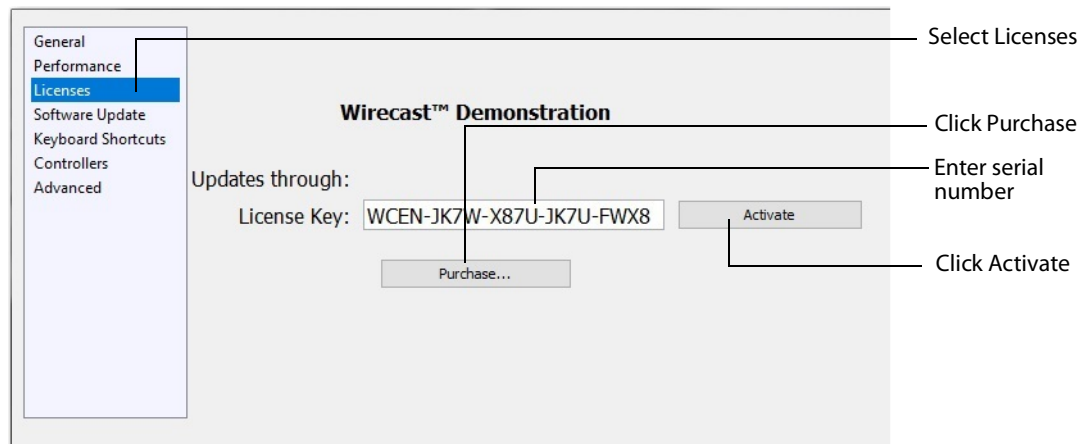 General
Performance
Licenses
Software Update
Keyboard Shortcuts
Controllers
Advanced
Wirecast™ Demonstration
Updates through:
License Key: WCEN-JK7W-X87U-JK7U-FWX8 Activate
Purchase...
Select Licenses
Click Purchase
Enter serial
number
Click Activate